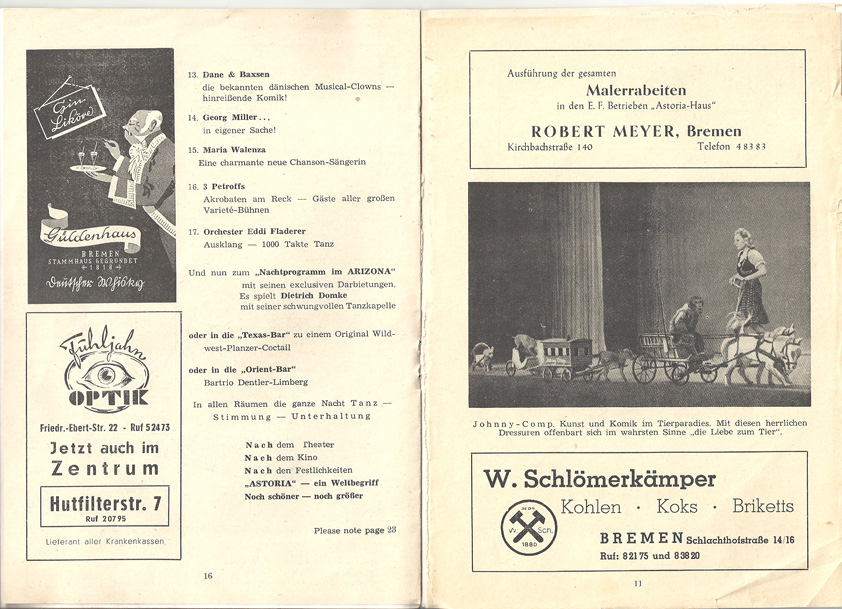 Gin
Liköre
Güldenhaus
BREMEN
STAMMHAUS GEGRÜNDET
1818
Deutscher Whisky
Fühljahn
OPTIK
Friedr.-Ebert-Str. 22 - Ruf 52473
Jetzt auch im
Zentrum
Hutfilterstr. 7
Ruf 20795
Lieferant aller Krankenkassen.
13. Dane & Baxsen
die bekannten dänischen Musical-Clowns —
hinreißende Komik!
14. Georg Miller...
in eigener Sache!
15. Maria Walenza
Eine charmante neue Chanson-Sängerin
16. 3 Petroffs
Akrobaten am Reck — Gäste aller großen
Varieté-Bühnen
17. Orchester Eddi Fladerer
Ausklang — 1000 Takte Tanz
Und nun zum „Nachtprogramm im ARIZONA"
mit seinen exclusiven Darbietungen.
Es spielt Dietrich Domke
mit seiner schwungvollen Tanzkapelle
oder in die „Texas-Bar" zu einem Original Wild-
west-Planzer-Coctail
oder in die „Orient-Bar"
Bartrio Dentler-Limberg
In allen Räumen die ganze Nacht Tanz —
Stimmung — Unterhaltung
Nach dem Theater
Nach dem Kino
Nach den Festlichkeiten
„ASTORIA" — ein Weltbegriff
Noch schöner — noch größer
Please note page 23
16
Ausführung der gesamten
Malerrabeiten
in den E. F. Betrieben „Astoria-Haus"
ROBERT MEYER, Bremen
Kirchbachstraße 140 Telefon 48383
Johnny-Comp. Kunst und Komik im Tierparadies. Mit diesen herrlichen
Dressuren offenbart sich im wahrsten Sinne „die Liebe zum Tier".
W. Schlömerkämper
Kohlen · Koks · Briketts
W. Sch.
1880
BREMEN Schlachthofstraße 14/16
Ruf: 82175 und 83820
11